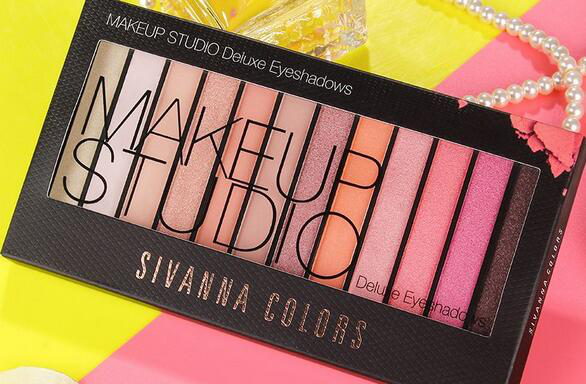 MAKEUP STUDIO Deluxe Eyeshadows
MAKEUP
STUDIO
Deluxe Eyeshadows
SIVANNA COLORS
SIVANNA COLORS